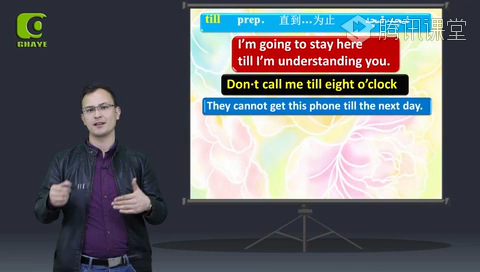 GHAYE
腾讯课堂
till prep. 直到…为止
I'm going to stay here
till I'm understanding you.
Don·t call me till eight o'clock
They cannot get this phone till the next day.